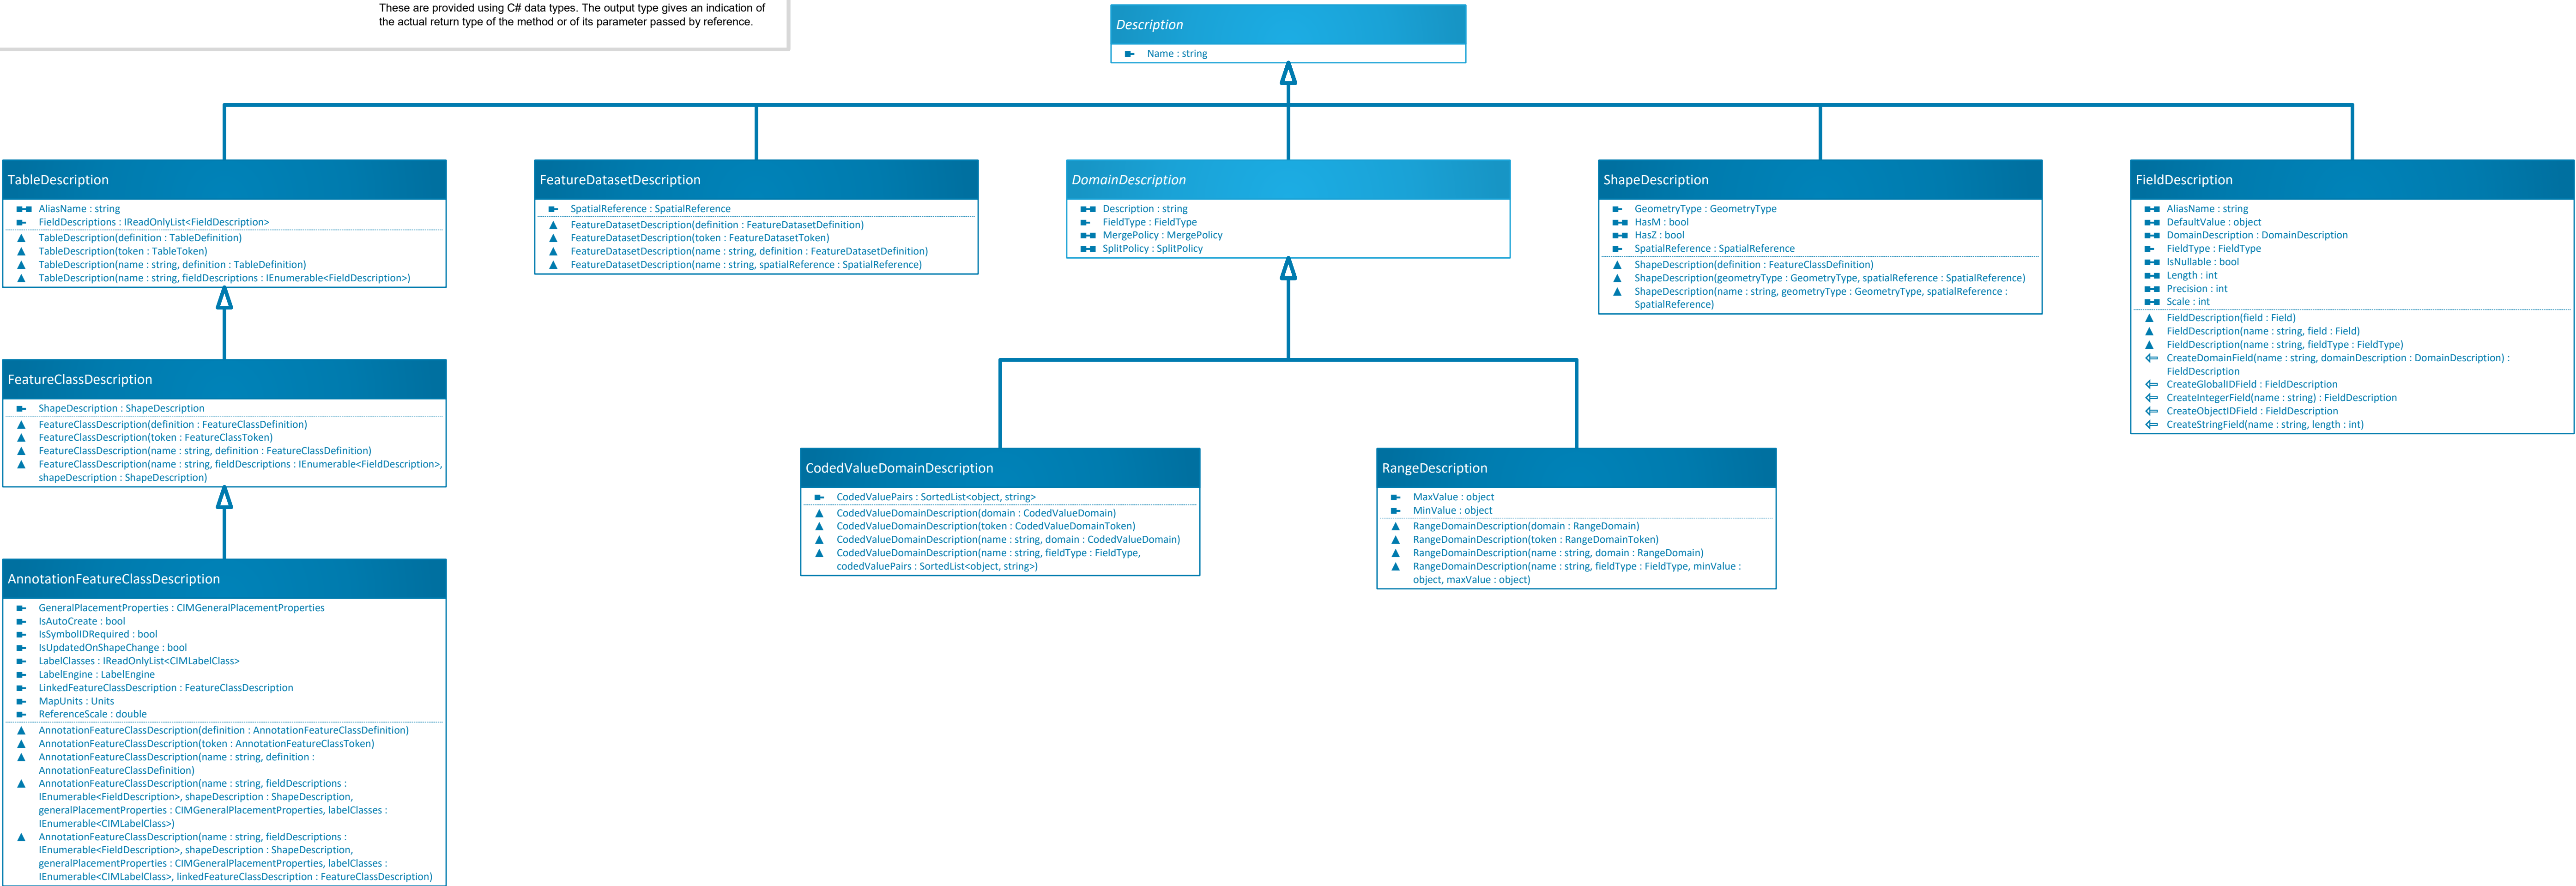 These are provided using C# data types. The output type gives an indication of
the actual return type of the method or of its parameter passed by reference.
Description
Name : string
TableDescription
AliasName : string
FieldDescriptions : IReadOnlyList<FieldDescription>
TableDescription(definition : TableDefinition)
TableDescription(token : TableToken)
TableDescription(name : string, definition : TableDefinition)
TableDescription(name : string, fieldDescriptions : IEnumerable<FieldDescription>)
FeatureDatasetDescription
SpatialReference : SpatialReference
FeatureDatasetDescription(definition : FeatureDatasetDefinition)
FeatureDatasetDescription(token : FeatureDatasetToken)
FeatureDatasetDescription(name : string, definition : FeatureDatasetDefinition)
FeatureDatasetDescription(name : string, spatialReference : SpatialReference)
DomainDescription
Description : string
FieldType : FieldType
MergePolicy : MergePolicy
SplitPolicy : SplitPolicy
ShapeDescription
GeometryType : GeometryType
HasM : bool
HasZ : bool
SpatialReference : SpatialReference
ShapeDescription(definition : FeatureClassDefinition)
ShapeDescription(geometryType : GeometryType, spatialReference : SpatialReference)
ShapeDescription(name : string, geometryType : GeometryType, spatialReference :
SpatialReference)
FieldDescription
AliasName : string
DefaultValue : object
DomainDescription : DomainDescription
FieldType : FieldType
IsNullable : bool
Length : int
Precision : int
Scale : int
FieldDescription(field : Field)
FieldDescription(name : string, field : Field)
FieldDescription(name : string, fieldType : FieldType)
CreateDomainField(name : string, domainDescription : DomainDescription) :
FieldDescription
CreateGlobalIDField : FieldDescription
CreateIntegerField(name : string) : FieldDescription
CreateObjectIDField : FieldDescription
CreateStringField(name : string, length : int)
FeatureClassDescription
ShapeDescription : ShapeDescription
FeatureClassDescription(definition : FeatureClassDefinition)
FeatureClassDescription(token : FeatureClassToken)
FeatureClassDescription(name : string, definition : FeatureClassDefinition)
FeatureClassDescription(name : string, fieldDescriptions : IEnumerable<FieldDescription>,
shapeDescription : ShapeDescription)
CodedValueDomainDescription
CodedValuePairs : SortedList<object, string>
CodedValueDomainDescription(domain : CodedValueDomain)
CodedValueDomainDescription(token : CodedValueDomainToken)
CodedValueDomainDescription(name : string, domain : CodedValueDomain)
CodedValueDomainDescription(name : string, fieldType : FieldType,
codedValuePairs : SortedList<object, string>)
RangeDescription
MaxValue : object
MinValue : object
RangeDomainDescription(domain : RangeDomain)
RangeDomainDescription(token : RangeDomainToken)
RangeDomainDescription(name : string, domain : RangeDomain)
RangeDomainDescription(name : string, fieldType : FieldType, minValue :
object, maxValue : object)
AnnotationFeatureClassDescription
GeneralPlacementProperties : CIMGeneralPlacementProperties
IsAutoCreate : bool
IsSymbolIDRequired : bool
IsUpdatedOnShapeChange : bool
LabelClasses : IReadOnlyList<CIMLabelClass>
LabelEngine : LabelEngine
LinkedFeatureClassDescription : FeatureClassDescription
MapUnits : Units
ReferenceScale : double
AnnotationFeatureClassDescription(definition : AnnotationFeatureClassDefinition)
AnnotationFeatureClassDescription(token : AnnotationFeatureClassToken)
AnnotationFeatureClassDescription(name : string, definition :
AnnotationFeatureClassDefinition)
AnnotationFeatureClassDescription(name : string, fieldDescriptions :
IEnumerable<FieldDescription>, shapeDescription : ShapeDescription,
generalPlacementProperties : CIMGeneralPlacementProperties, labelClasses :
IEnumerable<CIMLabelClass>)
AnnotationFeatureClassDescription(name : string, fieldDescriptions :
IEnumerable<FieldDescription>, shapeDescription : ShapeDescription,
generalPlacementProperties : CIMGeneralPlacementProperties, labelClasses :
IEnumerable<CIMLabelClass>, linkedFeatureClassDescription : FeatureClassDescription)